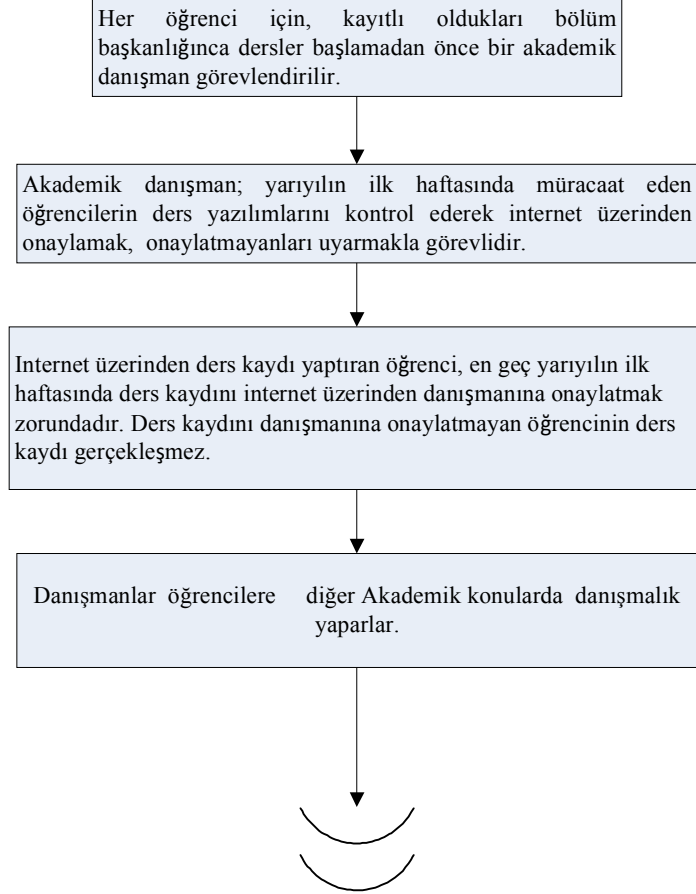 Her öğrenci için, kayıtlı oldukları bölüm
başkanlığınca dersler başlamadan önce bir akademik
danışman görevlendirilir.
Akademik danışman; yarıyılın ilk haftasında müracaat eden
öğrencilerin ders yazılımlarını kontrol ederek internet üzerinden
onaylamak, onaylatmayanları uyarmakla görevlidir.
Internet üzerinden ders kaydı yaptıran öğrenci, en geç yarıyılın ilk
haftasında ders kaydını internet üzerinden danışmanına onaylatmak
zorundadır. Ders kaydını danışmanına onaylatmayan öğrencinin ders
kaydı gerçekleşmez.
Danışmanlar öğrencilere diğer Akademik konularda danışmalık
yaparlar.